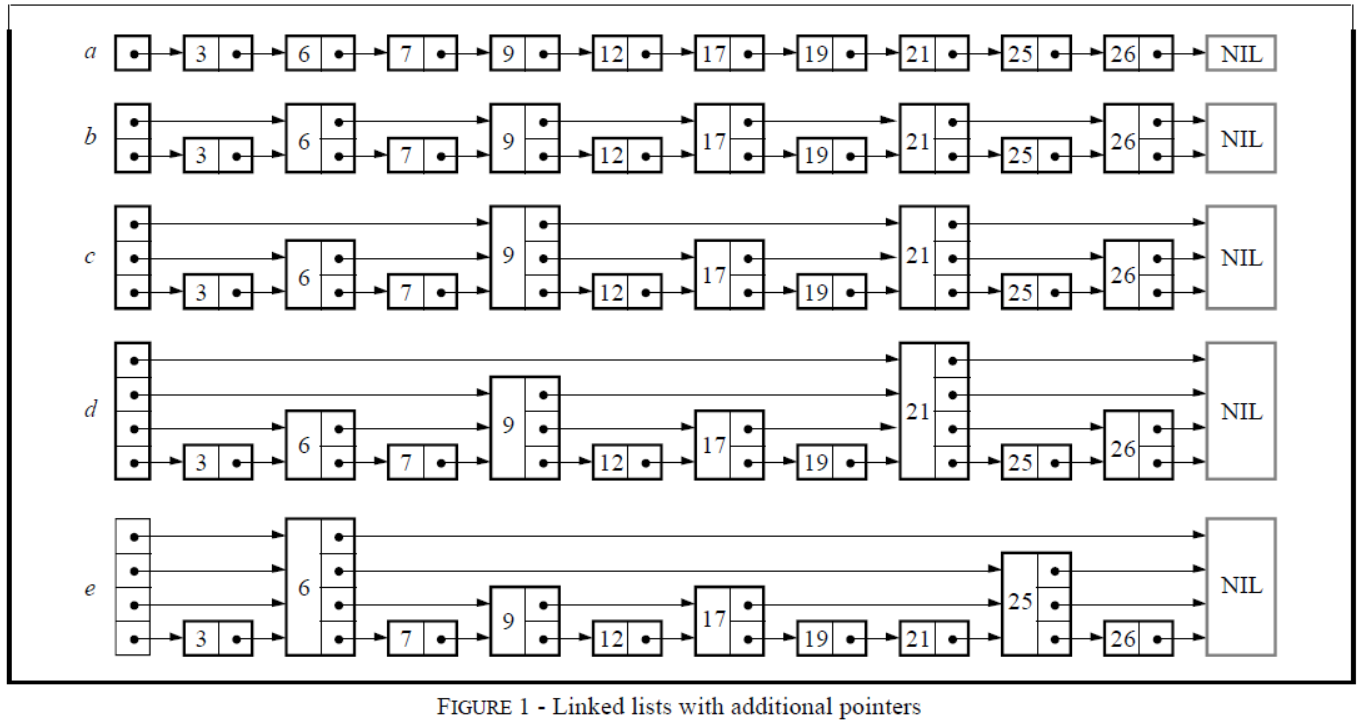 a 3 6 7 9 12 17 19 21 25 26 NIL
b 3 6 7 9 12 17 19 21 25 26 NIL
c 3 6 7 9 12 17 19 21 25 26 NIL
d 3 6 7 9 12 17 19 21 25 26 NIL
e 3 6 7 9 12 17 19 21 25 26 NIL
FIGURE 1 - Linked lists with additional pointers